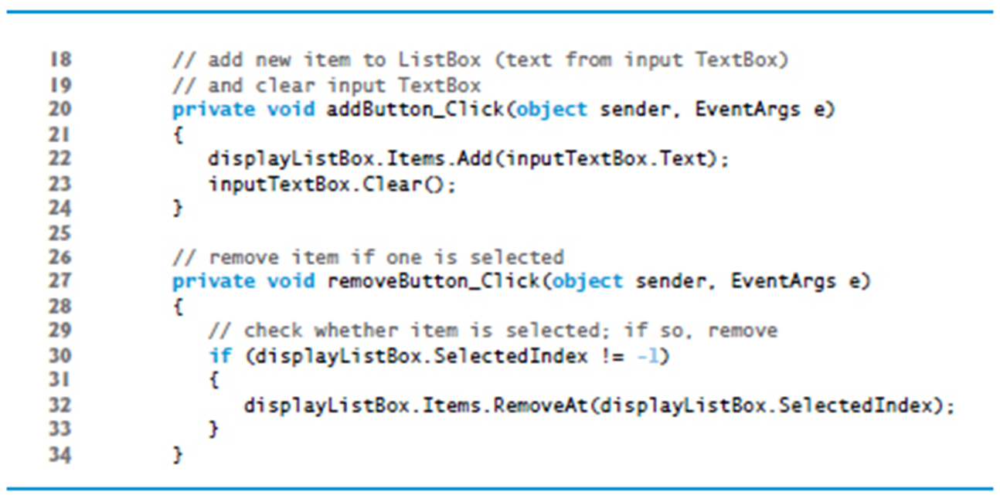 18 // add new item to ListBox (text from input TextBox)
19 // and clear input TextBox
20 private void addButton_Click(object sender, EventArgs e)
21 {
22 displayListBox.Items.Add(inputTextBox.Text);
23 inputTextBox.Clear();
24 }
25
26 // remove item if one is selected
27 private void removeButton_Click(object sender, EventArgs e)
28 {
29 // check whether item is selected; if so, remove
30 if (displayListBox.SelectedIndex != -1)
31 {
32 displayListBox.Items.RemoveAt(displayListBox.SelectedIndex);
33 }
34 }